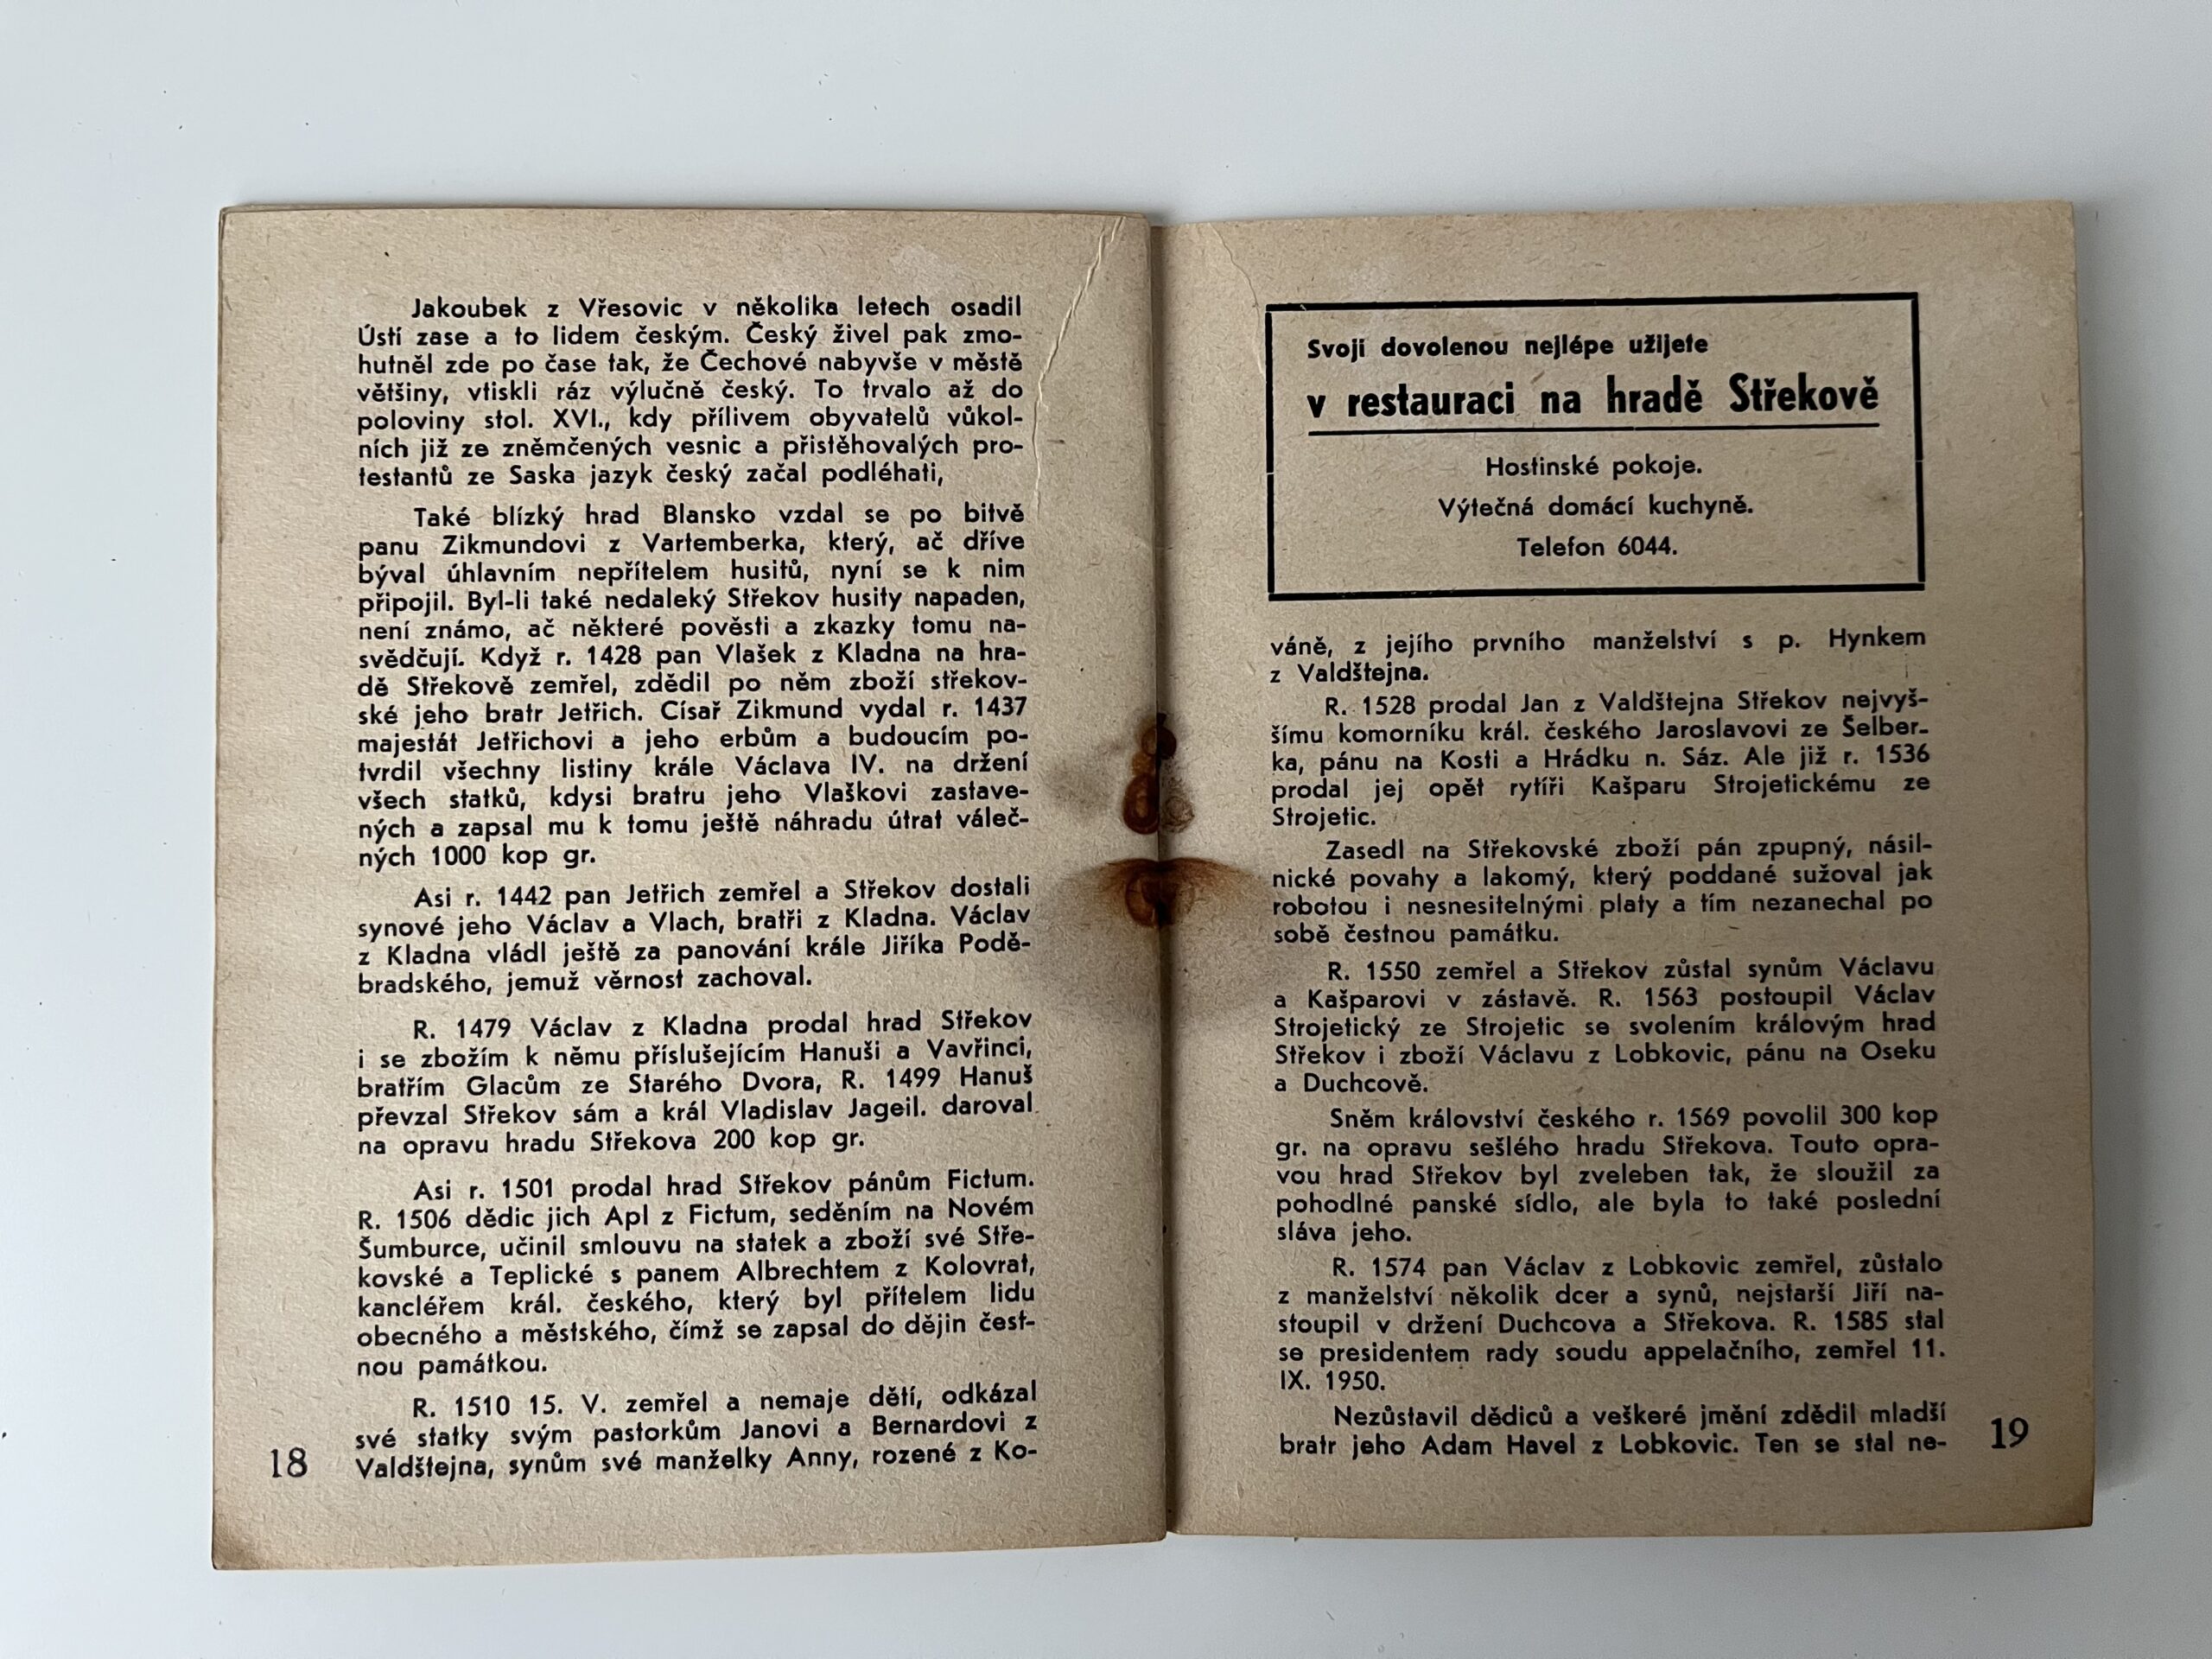 Jakoubek z Vřesovic v několika letech osadil
Ústí zase a to lidem českým. Český živel pak zmo-
hutněl zde po čase tak, že Čechové nabyvše v městě
většiny, vtiskli ráz výlučně český. To trvalo až do
poloviny stol. XVI., kdy přílivem obyvatelů vůkol-
ních již ze zněmčených vesnic a přistěhovalých pro-
testantů ze Saska jazyk český začal podléhati,
Také blízký hrad Blansko vzdal se po bitvě
panu Zikmundovi z Vartemberka, který, ač dříve
býval úhlavním nepřítelem husitů, nyní se k nim
připojil. Byl-li také nedaleký Střekov husity napaden,
není známo, ač některé pověsti a zkazky tomu na-
svědčují. Když r. 1428 pan Vlašek z Kladna na hra-
dě Střekově zemřel, zdědil po něm zboží střekov-
ské jeho bratr Jetřich. Císař Zikmund vydal r. 1437
majestát Jetřichovi a jeho erbům a budoucím po-
tvrdil všechny listiny krále Václava IV. na držení
všech statků, kdysi bratru jeho Vlaškovi zastave-
ných a zapsal mu k tomu ještě náhradu útrat váleč-
ných 1000 kop gr.
Asi r. 1442 pan Jetřich zemřel a Střekov dostali
synové jeho Václav a Vlach, bratři z Kladna. Václav
z Kladna vládl ještě za panování krále Jiříka Podě-
bradského, jemuž věrnost zachoval.
R. 1479 Václav z Kladna prodal hrad Střekov
i se zbožím k němu příslušejícím Hanuši a Vavřinci,
bratřím Glacům ze Starého Dvora, R. 1499 Hanuš
převzal Střekov sám a král Vladislav Jageil. daroval
na opravu hradu Střekova 200 kop gr.
Asi r. 1501 prodal hrad Střekov pánům Fictum.
R. 1506 dědic jich Apl z Fictum, seděním na Novém
Šumburce, učinil smlouvu na statek a zboží své Stře-
kovské a Teplické s panem Albrechtem z Kolovrat,
kancléřem král. českého, který byl přítelem lidu
obecného a městského, čímž se zapsal do dějin čest-
nou památkou.
R. 1510 15. V. zemřel a nemaje dětí, odkázal
své statky svým pastorkům Janovi a Bernardovi z
Valdštejna, synům své manželky Anny, rozené z Ko-
18
Svoji dovolenou nejlépe užijete
v restauraci na hradě Střekově
Hostinské pokoje.
Výtečná domácí kuchyně.
Telefon 6044.
váně, z jejího prvního manželství s p. Hynkem
z Valdštejna.
R. 1528 prodal Jan z Valdštejna Střekov nejvyš-
šímu komorníku král. českého Jaroslavovi ze Šelber-
ka, pánu na Kosti a Hrádku n. Sáz. Ale již r. 1536
prodal jej opět rytíři Kašparu Strojetickému ze
Strojetic.
Zasedl na Střekovské zboží pán zpupný, násil-
nické povahy a lakomý, který poddané sužoval jak
robotou i nesnesitelnými platy a tím nezanechal po
sobě čestnou památku.
R. 1550 zemřel a Střekov zůstal synům Václavu
a Kašparovi v zástavě. R. 1563 postoupil Václav
Strojetický ze Strojetic se svolením královým hrad
Střekov i zboží Václavu z Lobkovic, pánu na Oseku
a Duchcově.
Sněm království českého r. 1569 povolil 300 kop
gr. na opravu sešlého hradu Střekova. Touto opra-
vou hrad Střekov byl zveleben tak, že sloužil za
pohodlné panské sídlo, ale byla to také poslední
sláva jeho.
R. 1574 pan Václav z Lobkovic zemřel, zůstalo
z manželství několik dcer a synů, nejstarší Jiří na-
stoupil v držení Duchcova a Střekova. R. 1585 stal
se presidentem rady soudu appelačního, zemřel 11.
IX. 1950.
Nezůstavil dědiců a veškeré jmění zdědil mladší
bratr jeho Adam Havel z Lobkovic. Ten se stal ne-
19